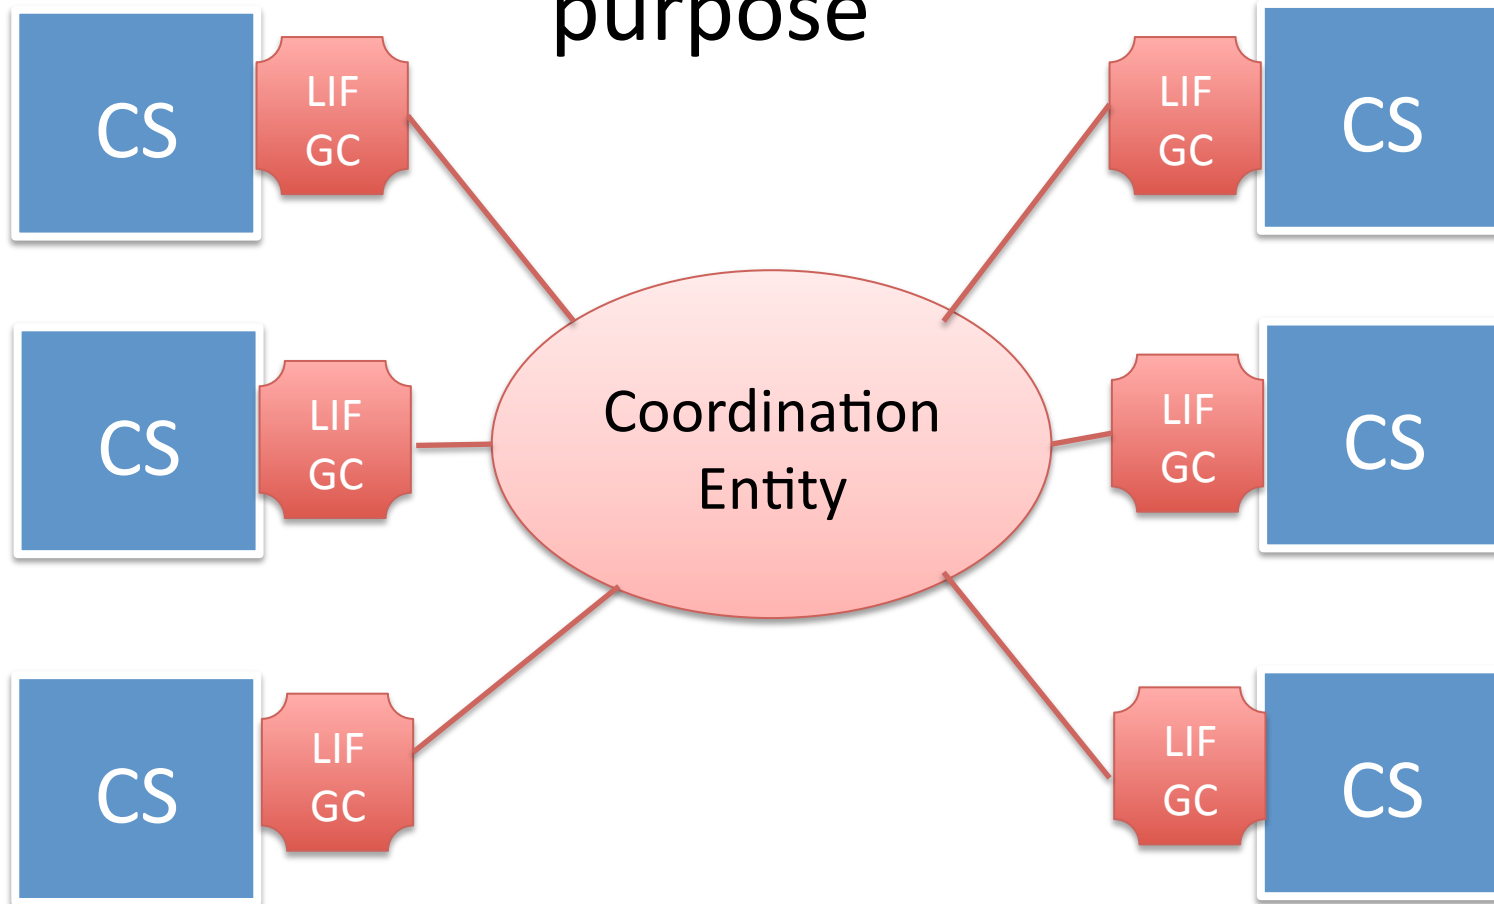 purpose
CS
LIF
GC
LIF
GC
CS
CS
LIF
GC
Coordination
Entity
LIF
GC
CS
CS
LIF
GC
LIF
GC
CS